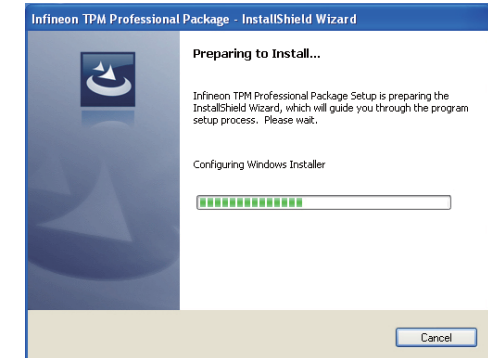 Infineon TPM Professional Package - InstallShield Wizard
Preparing to Install...
Infineon TPM Professional Package Setup is preparing the
InstallShield Wizard, which will guide you through the program
setup process. Please wait.
Configuring Windows Installer
Cancel